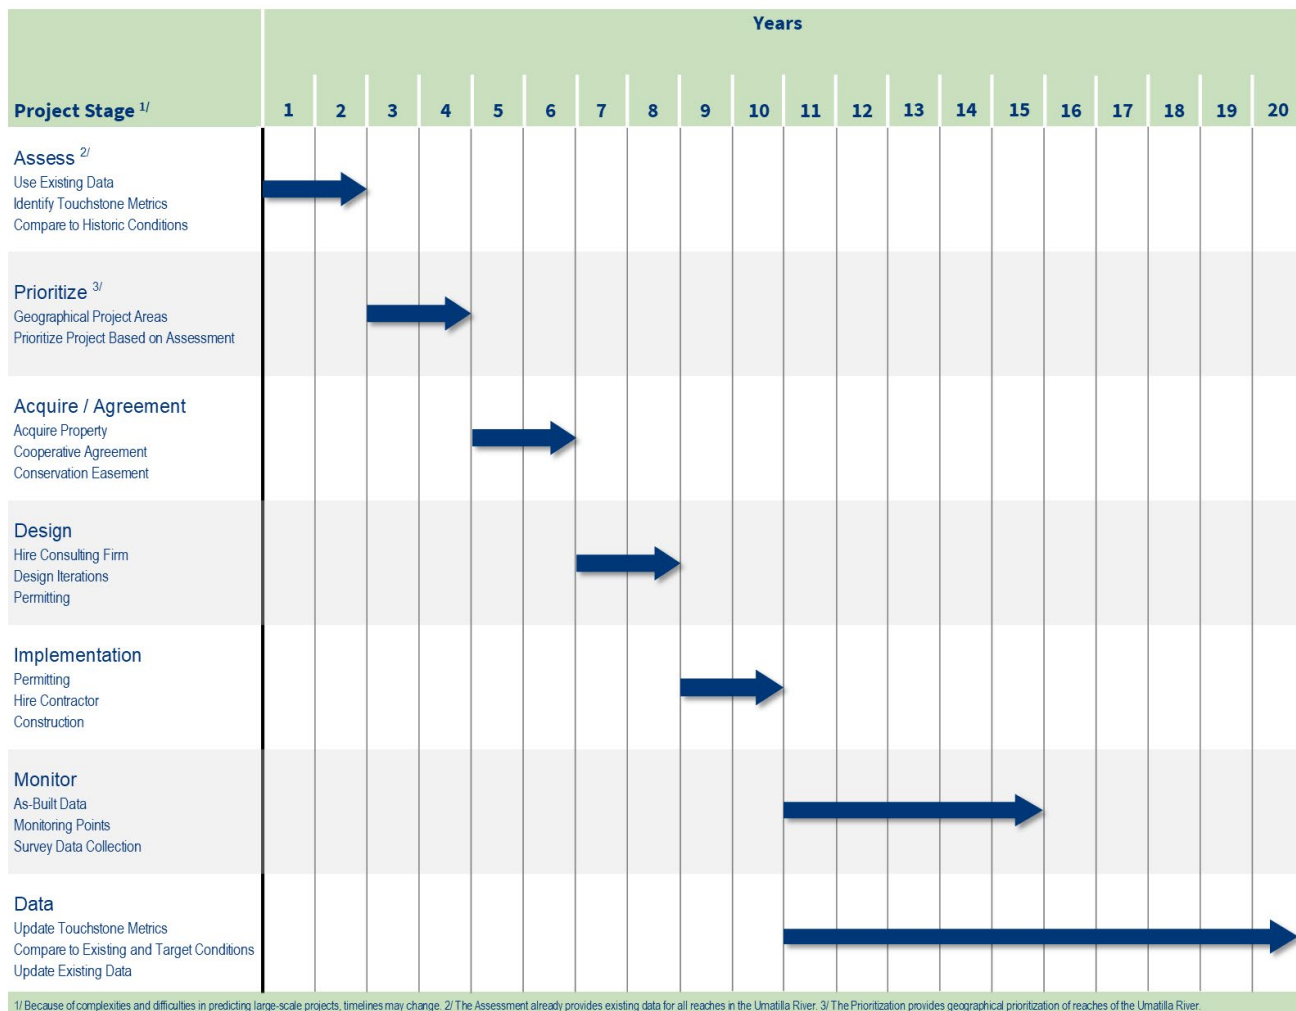 Years
Project Stage 1/ 1 2 3 4 5 6 7 8 9 10 11 12 13 14 15 16 17 18 19 20
Assess 2/
Use Existing Data
Identify Touchstone Metrics
Compare to Historic Conditions
Prioritize 3/
Geographical Project Areas
Prioritize Project Based on Assessment
Acquire / Agreement
Acquire Property
Cooperative Agreement
Conservation Easement
Design
Hire Consulting Firm
Design Iterations
Permitting
Implementation
Permitting
Hire Contractor
Construction
Monitor
As-Built Data
Monitoring Points
Survey Data Collection
Data
Update Touchstone Metrics
Compare to Existing and Target Conditions
Update Existing Data
1/ Because of complexities and difficulties in predicting large-scale projects, timelines may change. 2/ The Assessment already provides existing data for all reaches in the Umatilla River. 3/ The Prioritization provides geographical prioritization of reaches of the Umatilla River.